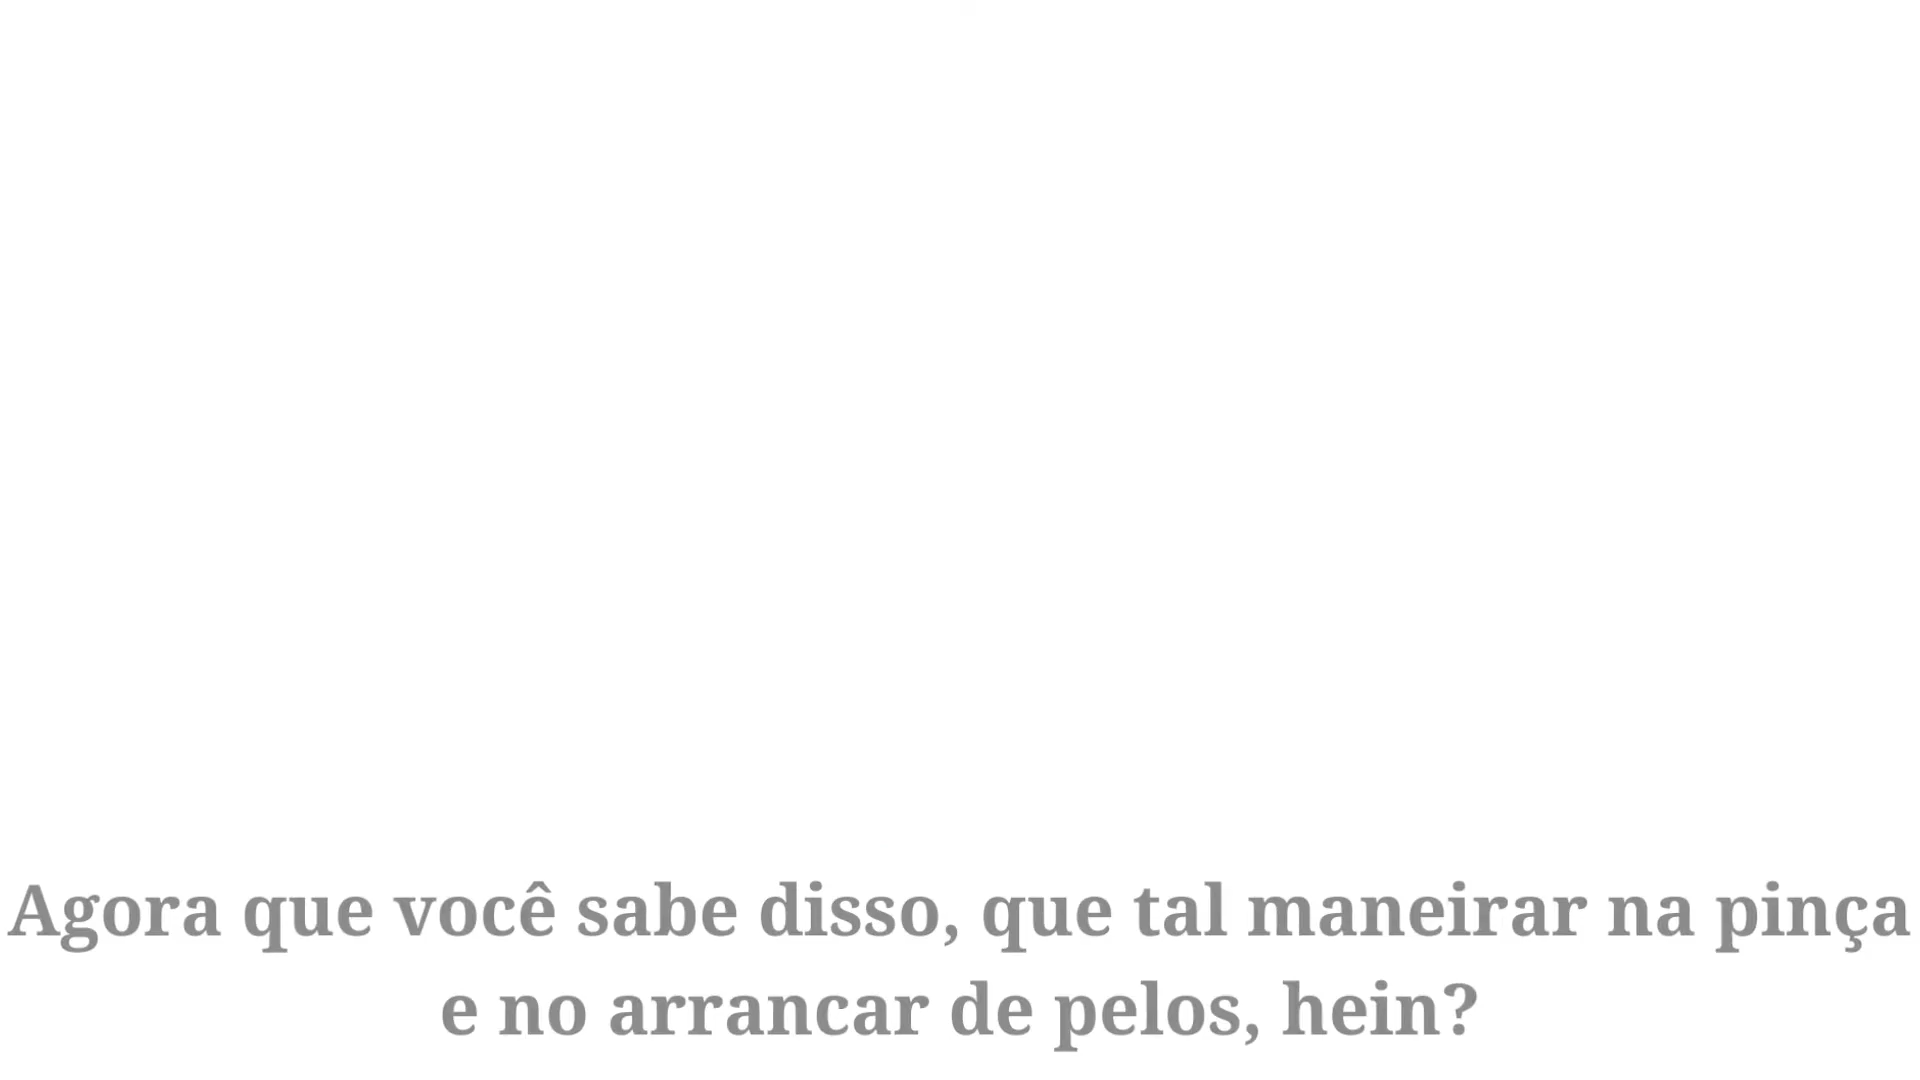 Agora que você sabe disso, que tal maneirar na pinça
e no arrancar de pelos, hein?